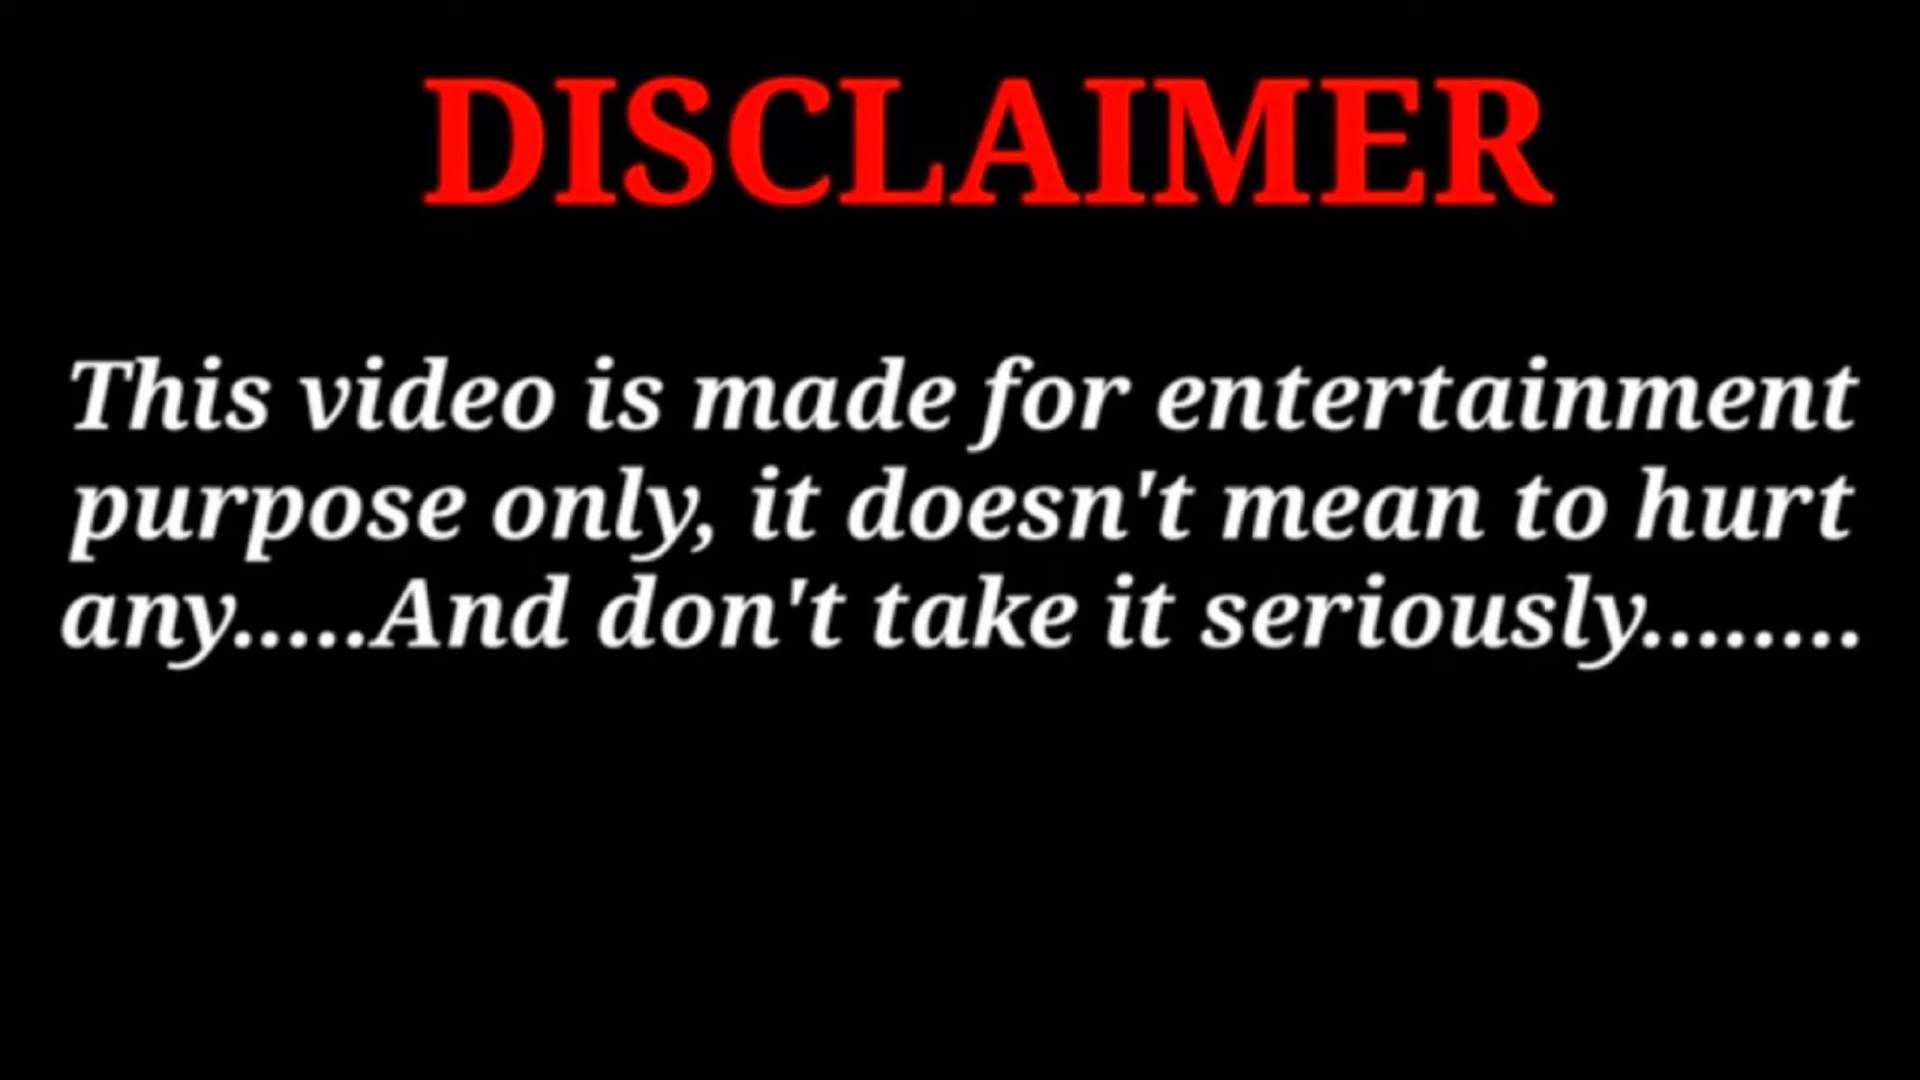 DISCLAIMER
This video is made for entertainment
purpose only, it doesn't mean to hurt
any.....And don't take it seriously........